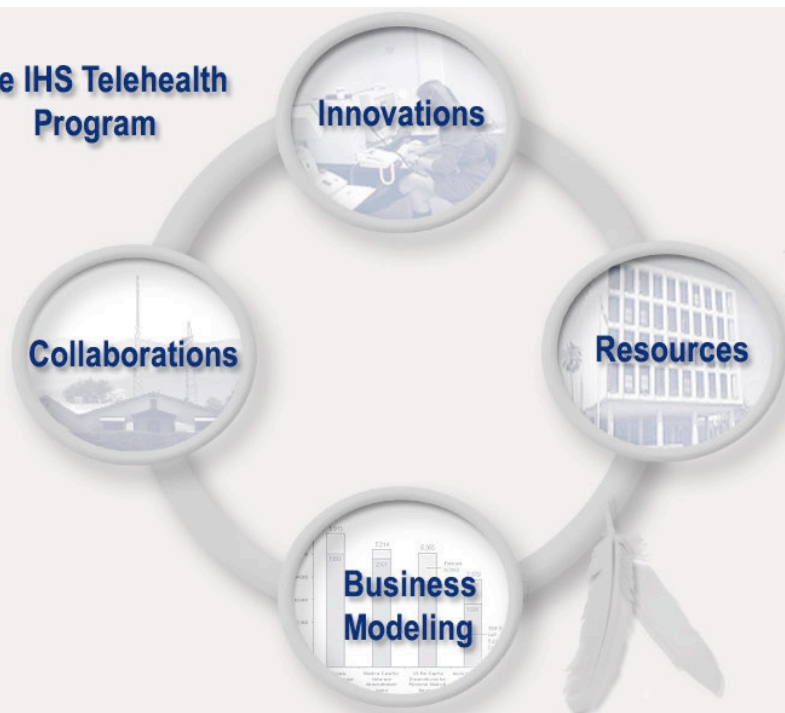 e IHS Telehealth
Program
Innovations
Collaborations
Resources
Business
Modeling